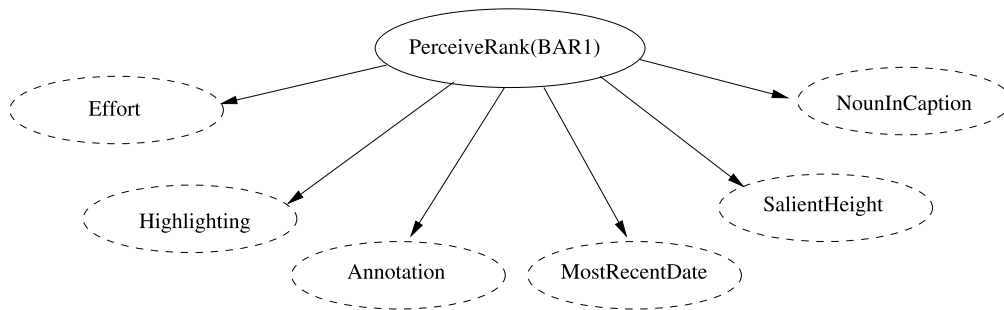 PerceiveRank(BAR1)
Effort
NounInCaption
Highlighting
SalientHeight
Annotation
MostRecentDate